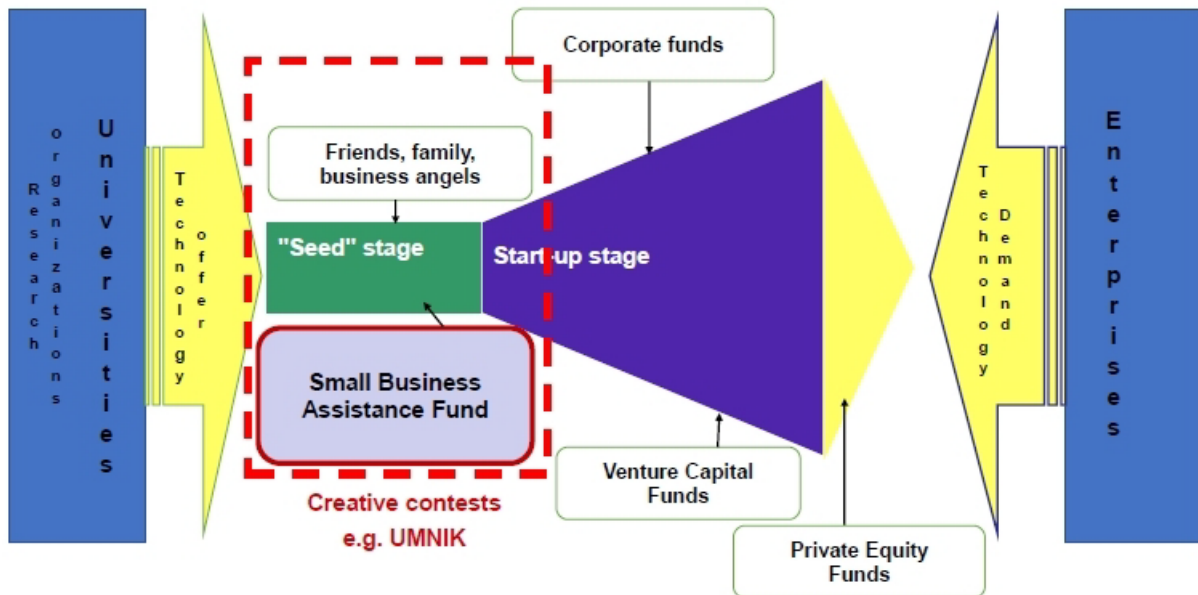 Research
organizations
Universities
Technology
offer
Corporate funds
Friends, family,
business angels
"Seed" stage
Start-up stage
Small Business
Assistance Fund
Creative contests
e.g. UMNIK
Venture Capital
Funds
Private Equity
Funds
Technology
Demand
Enterprises